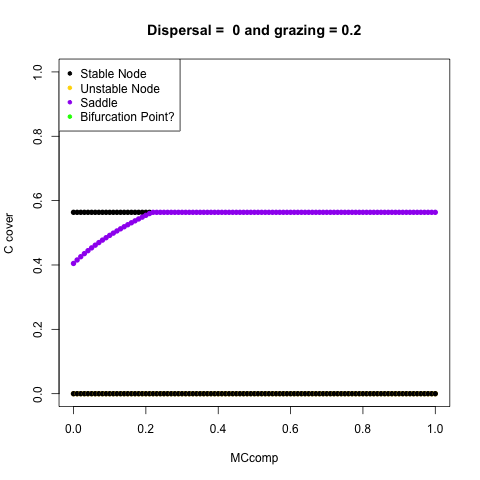 Dispersal =  0 and grazing = 0.2
Stable Node
Unstable Node
Saddle
Bifurcation Point?
C cover
1.0
0.8
0.6
0.4
0.2
0.0
0.0 0.2 0.4 0.6 0.8 1.0
MCcomp